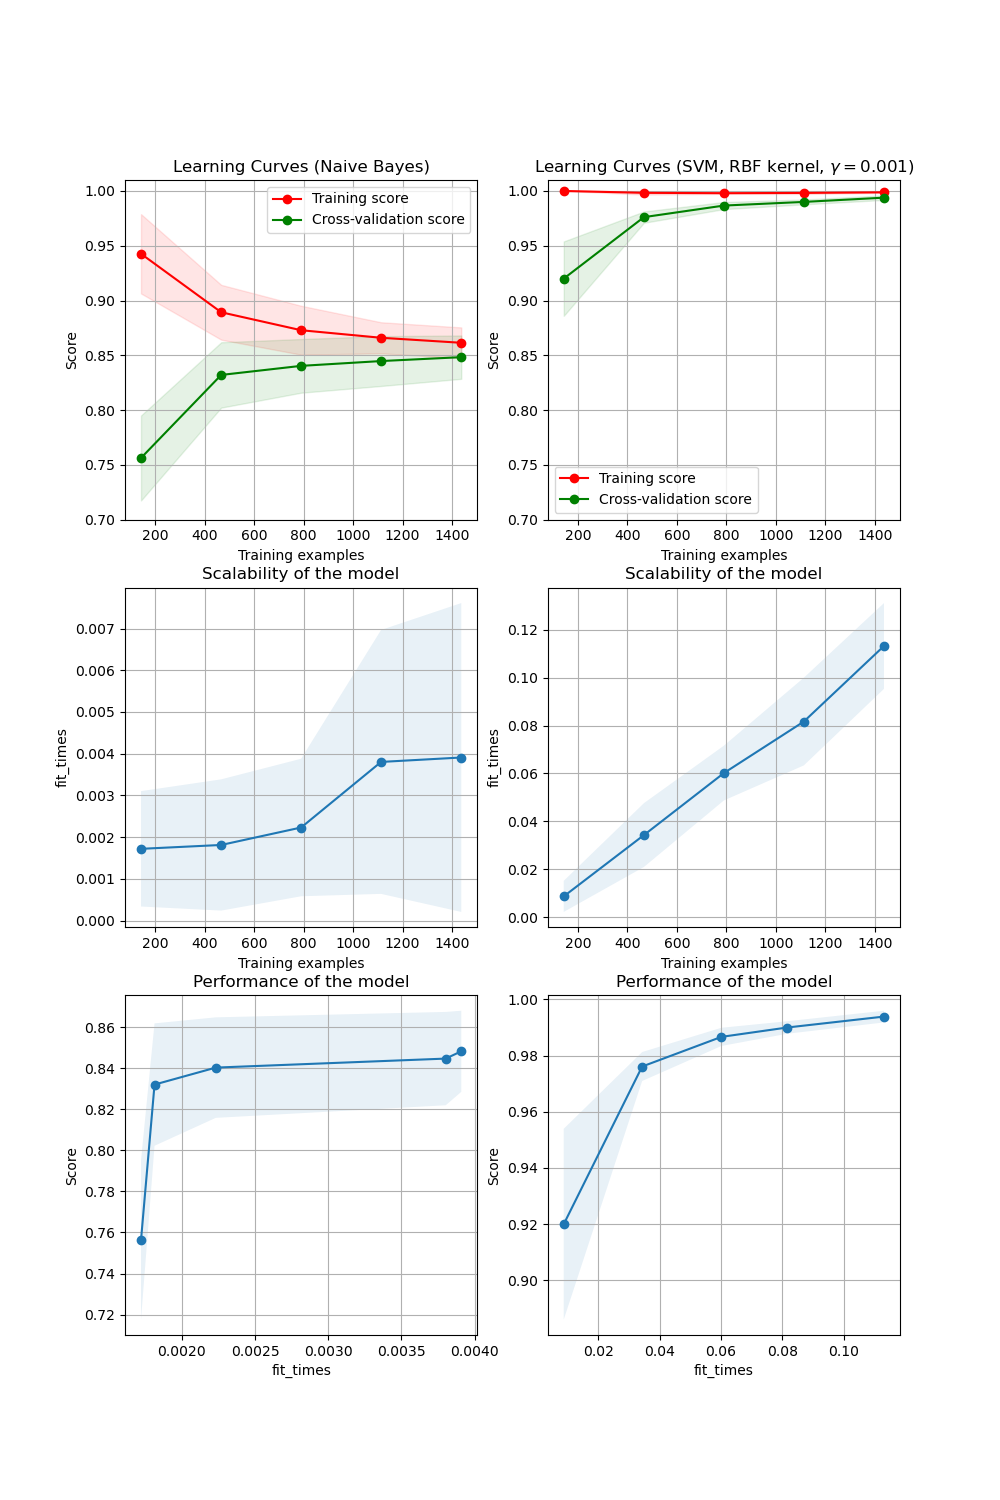 Learning Curves (Naive Bayes)
1.00
0.95
0.90
0.85
0.80
0.75
0.70
Score
Training score
Cross-validation score
200 400 600 800 1000 1200 1400
Training examples
Learning Curves (SVM, RBF kernel, γ = 0.001)
1.00
0.95
0.90
0.85
0.80
0.75
0.70
Score
Training score
Cross-validation score
200 400 600 800 1000 1200 1400
Training examples
Scalability of the model
0.007
0.006
0.005
0.004
0.003
0.002
0.001
0.000
fit_times
200 400 600 800 1000 1200 1400
Training examples
Scalability of the model
0.12
0.10
0.08
0.06
0.04
0.02
0.00
fit_times
200 400 600 800 1000 1200 1400
Training examples
Performance of the model
0.86
0.84
0.82
0.80
0.78
0.76
0.74
0.72
Score
0.0020 0.0025 0.0030 0.0035 0.0040
fit_times
Performance of the model
1.00
0.98
0.96
0.94
0.92
0.90
Score
0.02 0.04 0.06 0.08 0.10
fit_times